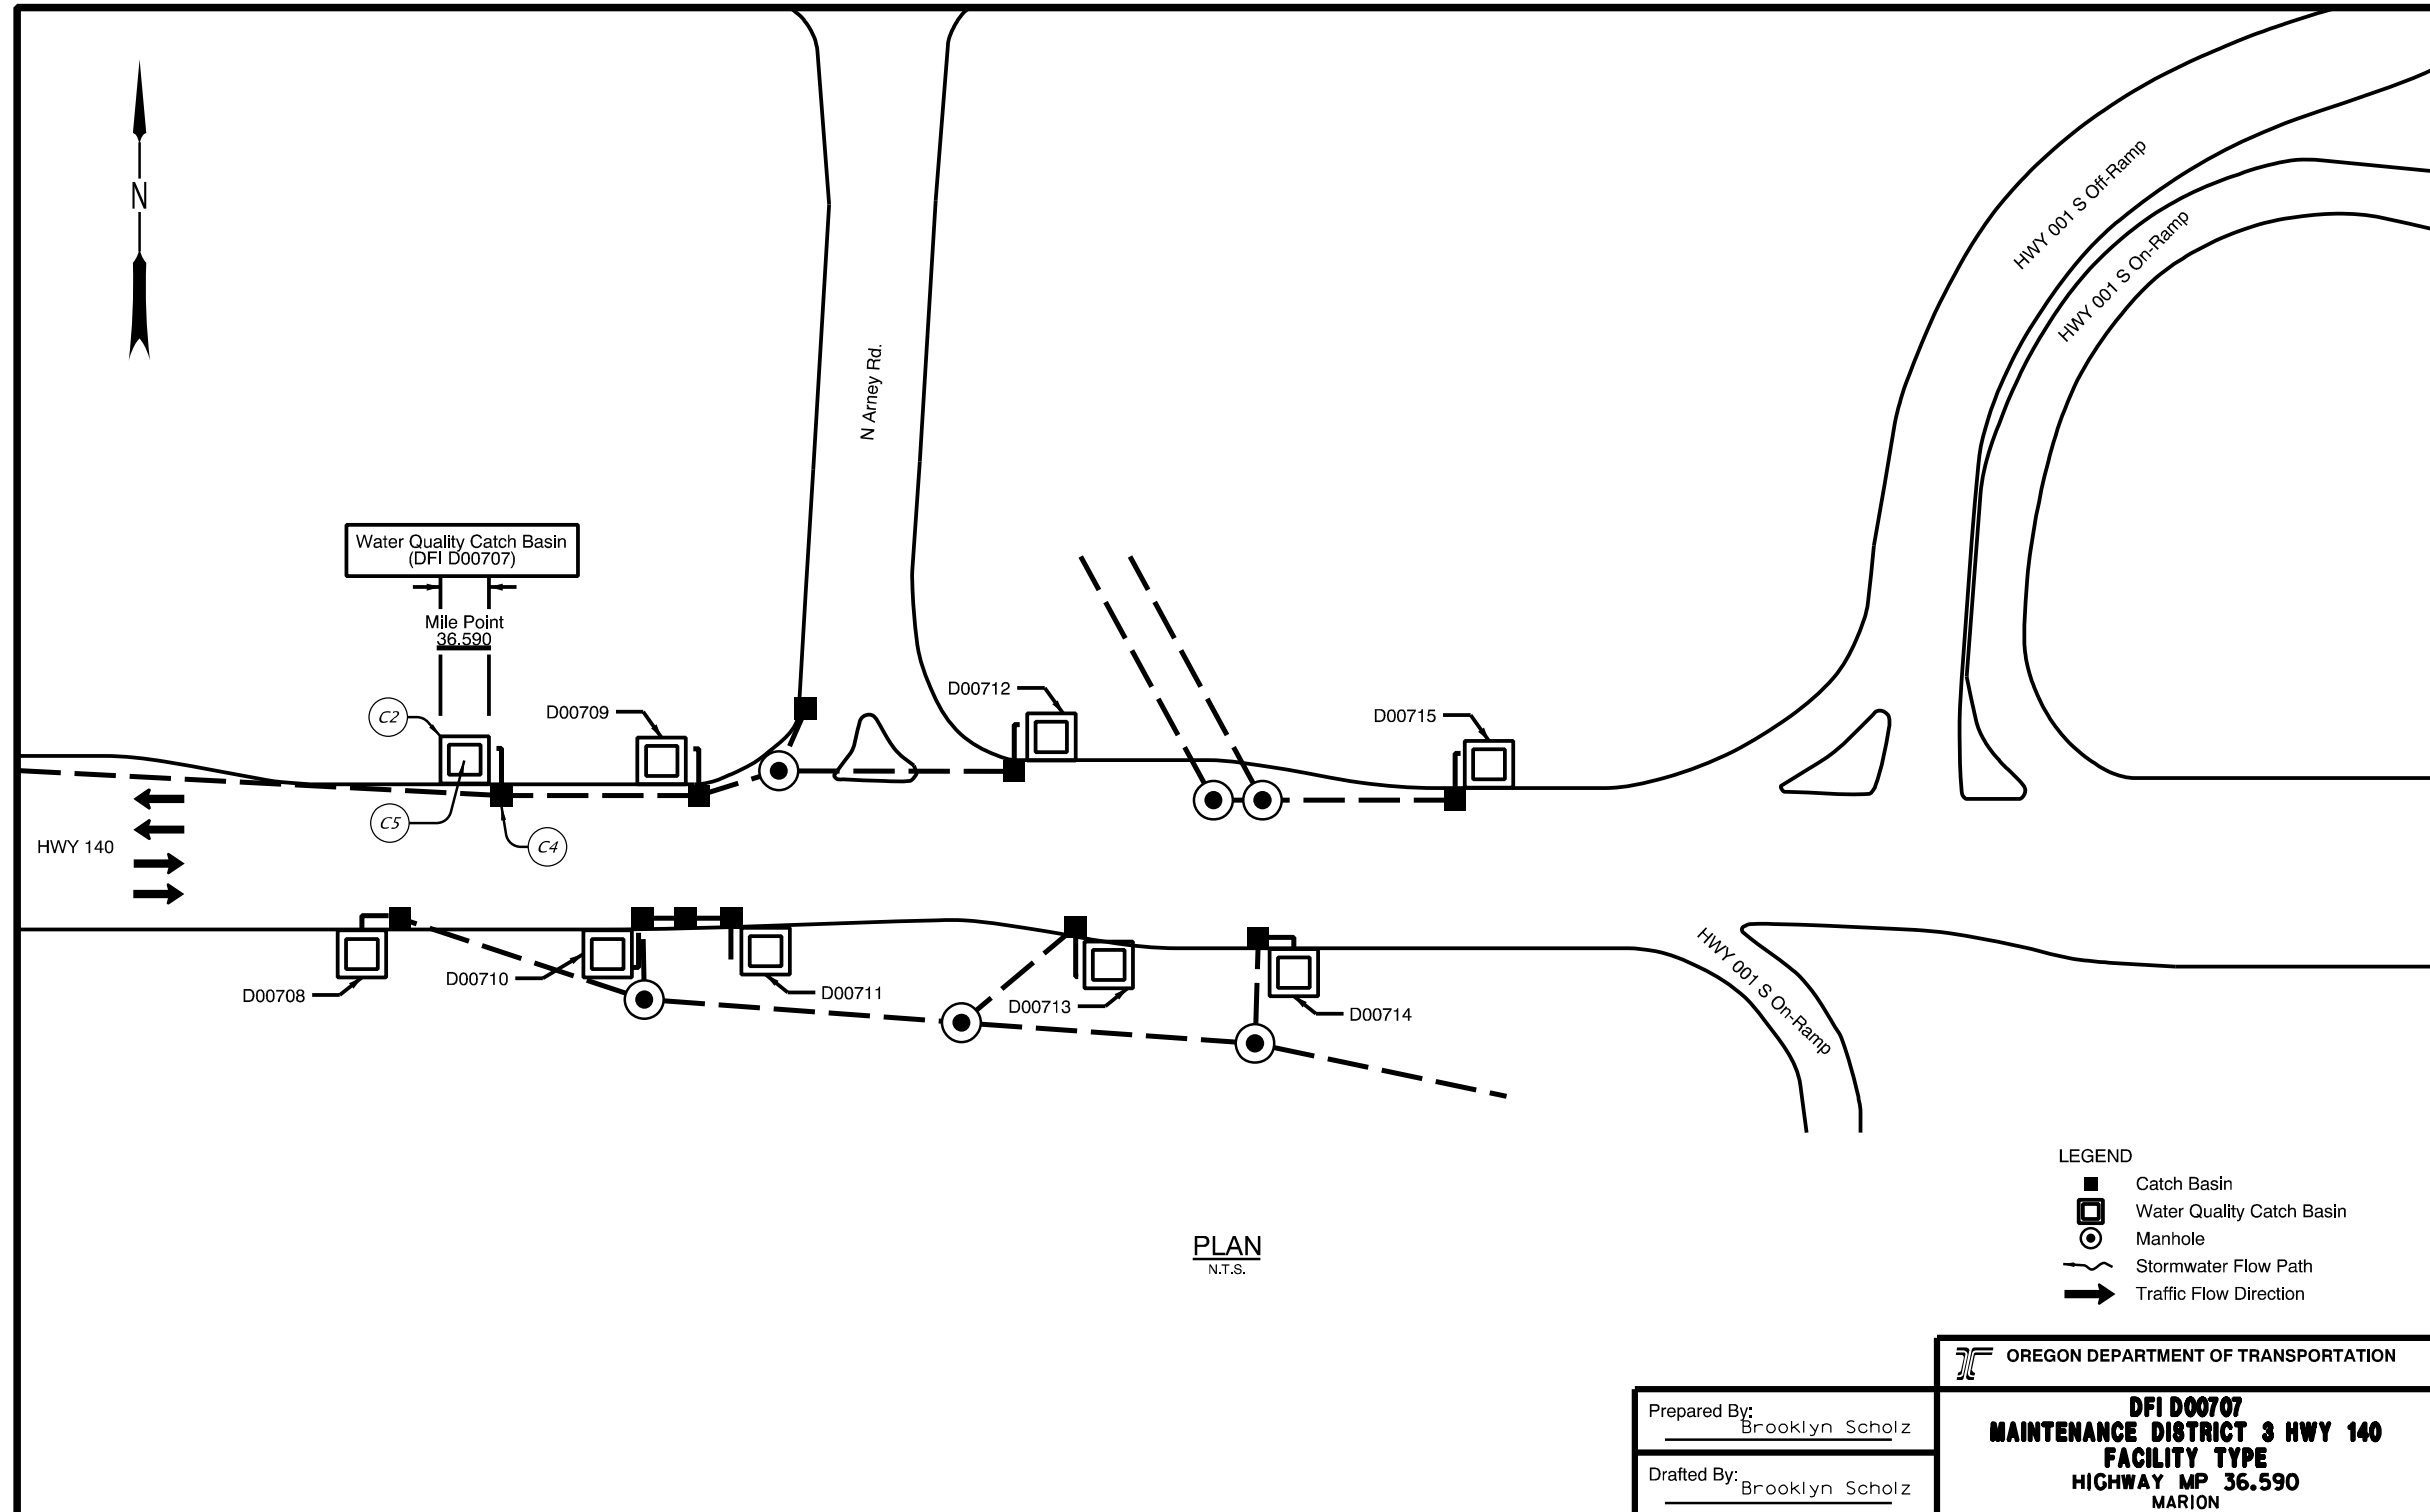 N
N Arney Rd.
HWY 001 S Off-Ramp
HWY 001 S On-Ramp
Water Quality Catch Basin
(DFI D00707)
Mile Point
36.590
C2
D00709
D00712
D00715
C5
C4
HWY 140
D00708
D00710
D00711
D00713
D00714
HWY 001 S On-Ramp
PLAN
N.T.S.
LEGEND
Catch Basin
Water Quality Catch Basin
Manhole
Stormwater Flow Path
Traffic Flow Direction
OREGON DEPARTMENT OF TRANSPORTATION
Prepared By:
Brooklyn Scholz
Drafted By:
Brooklyn Scholz
DFI D00707
MAINTENANCE DISTRICT 3 HWY 140
FACILITY TYPE
HIGHWAY MP 36.590
MARION